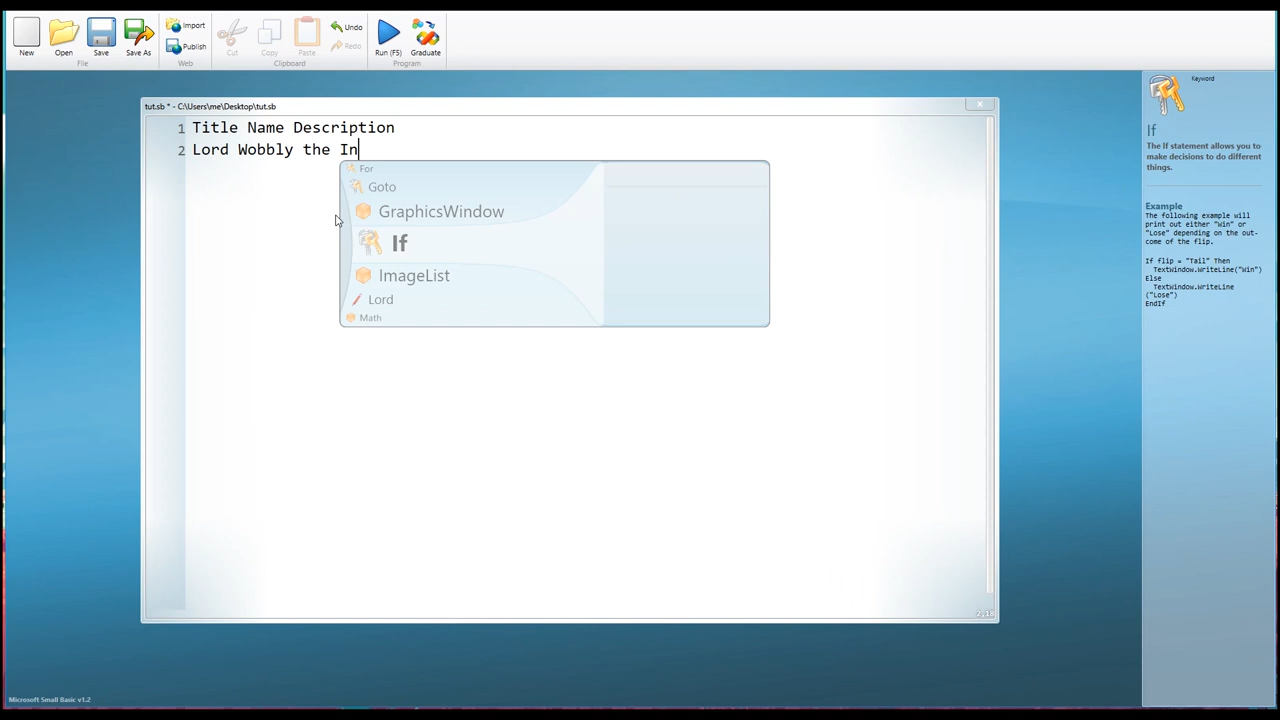 New
Open
Save
Save As
File
Import
Publish
Web
Cut
Copy
Paste
Undo
Redo
Clipboard
Run (F5)
Graduate
Program
tut.sb * - C:\Users\me\Desktop\tut.sb
1 Title Name Description
2 Lord Wobbly the In
For
Goto
GraphicsWindow
If
ImageList
Lord
Math
2,18
Keyword
If
The If statement allows you to
make decisions to do different
things.
Example
The following example will
print out either "Win" or
"Lose" depending on the out-
come of the flip.
If flip = "Tail" Then
TextWindow.WriteLine("Win")
Else
TextWindow.WriteLine
("Lose")
EndIf
Microsoft Small Basic v1.2